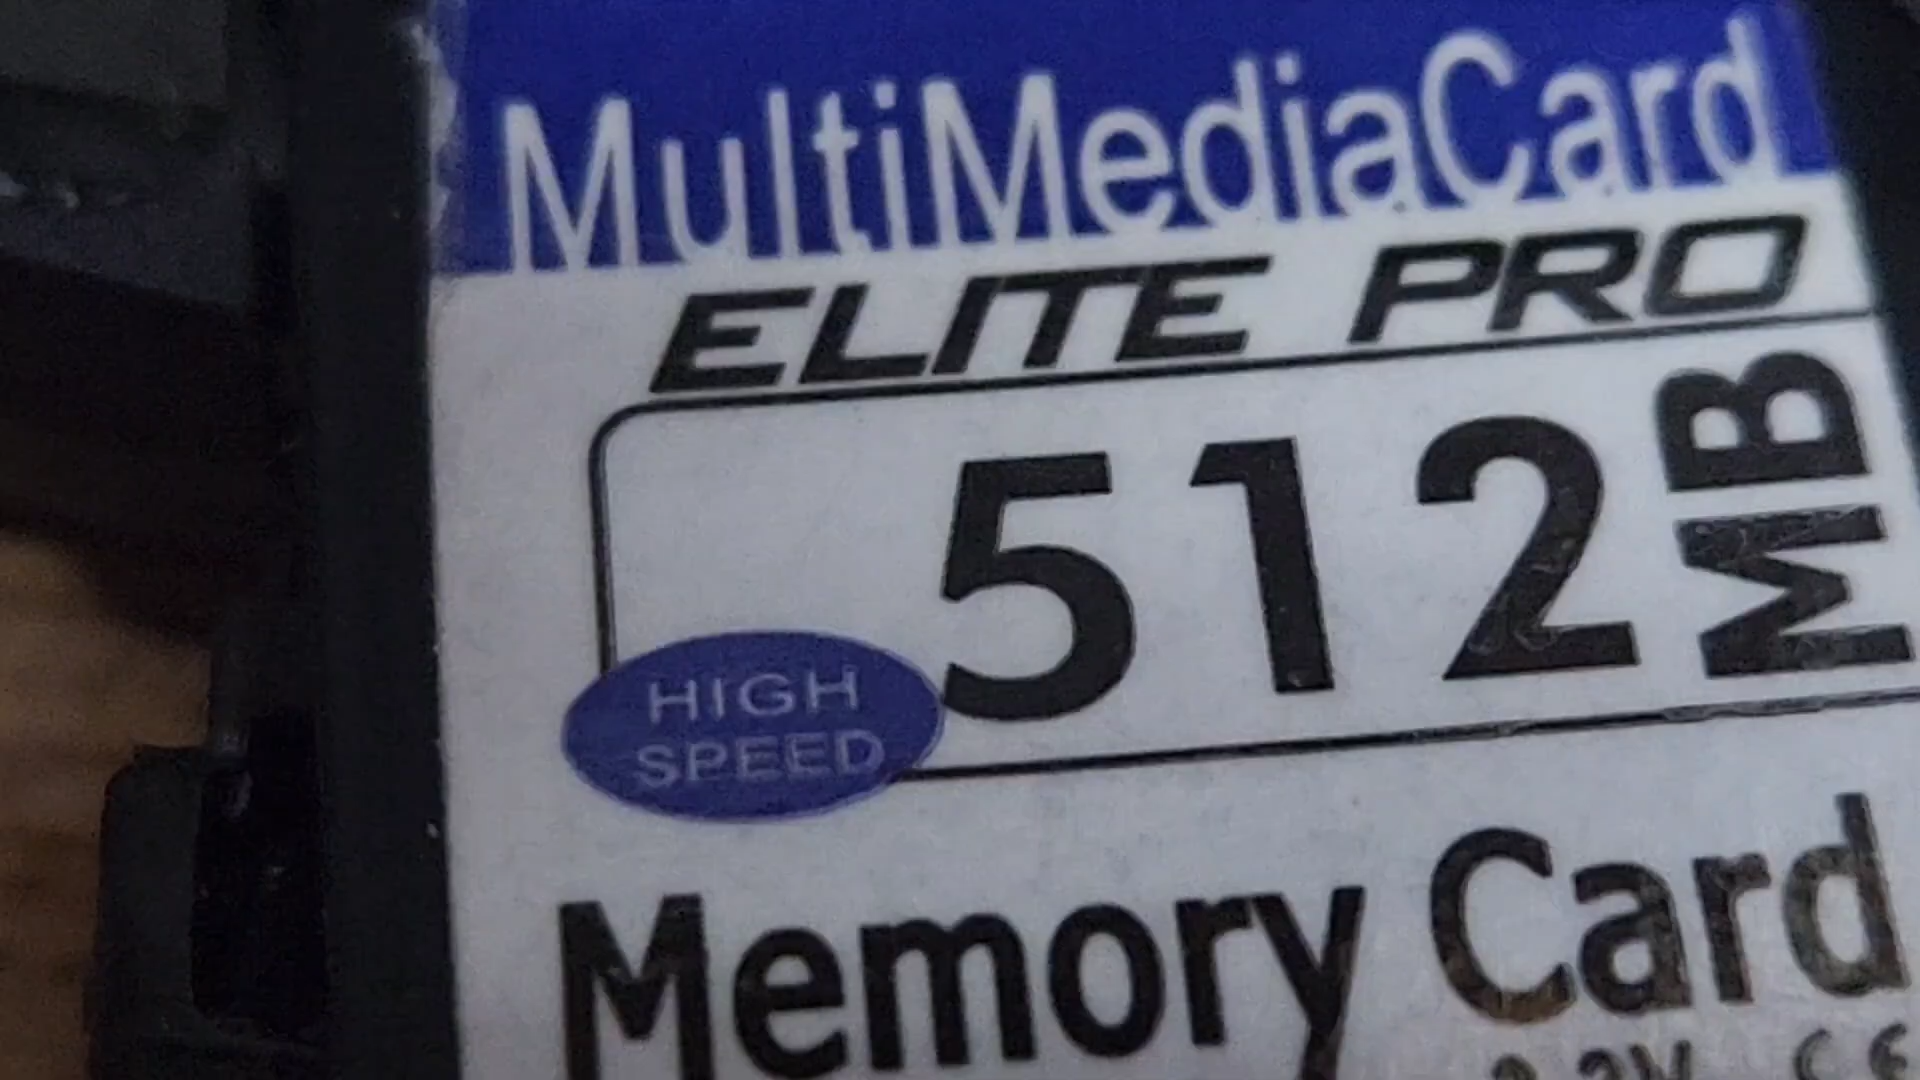 MultiMediaCard
ELITE PRO
512 MB
HIGH
SPEED
Memory Card